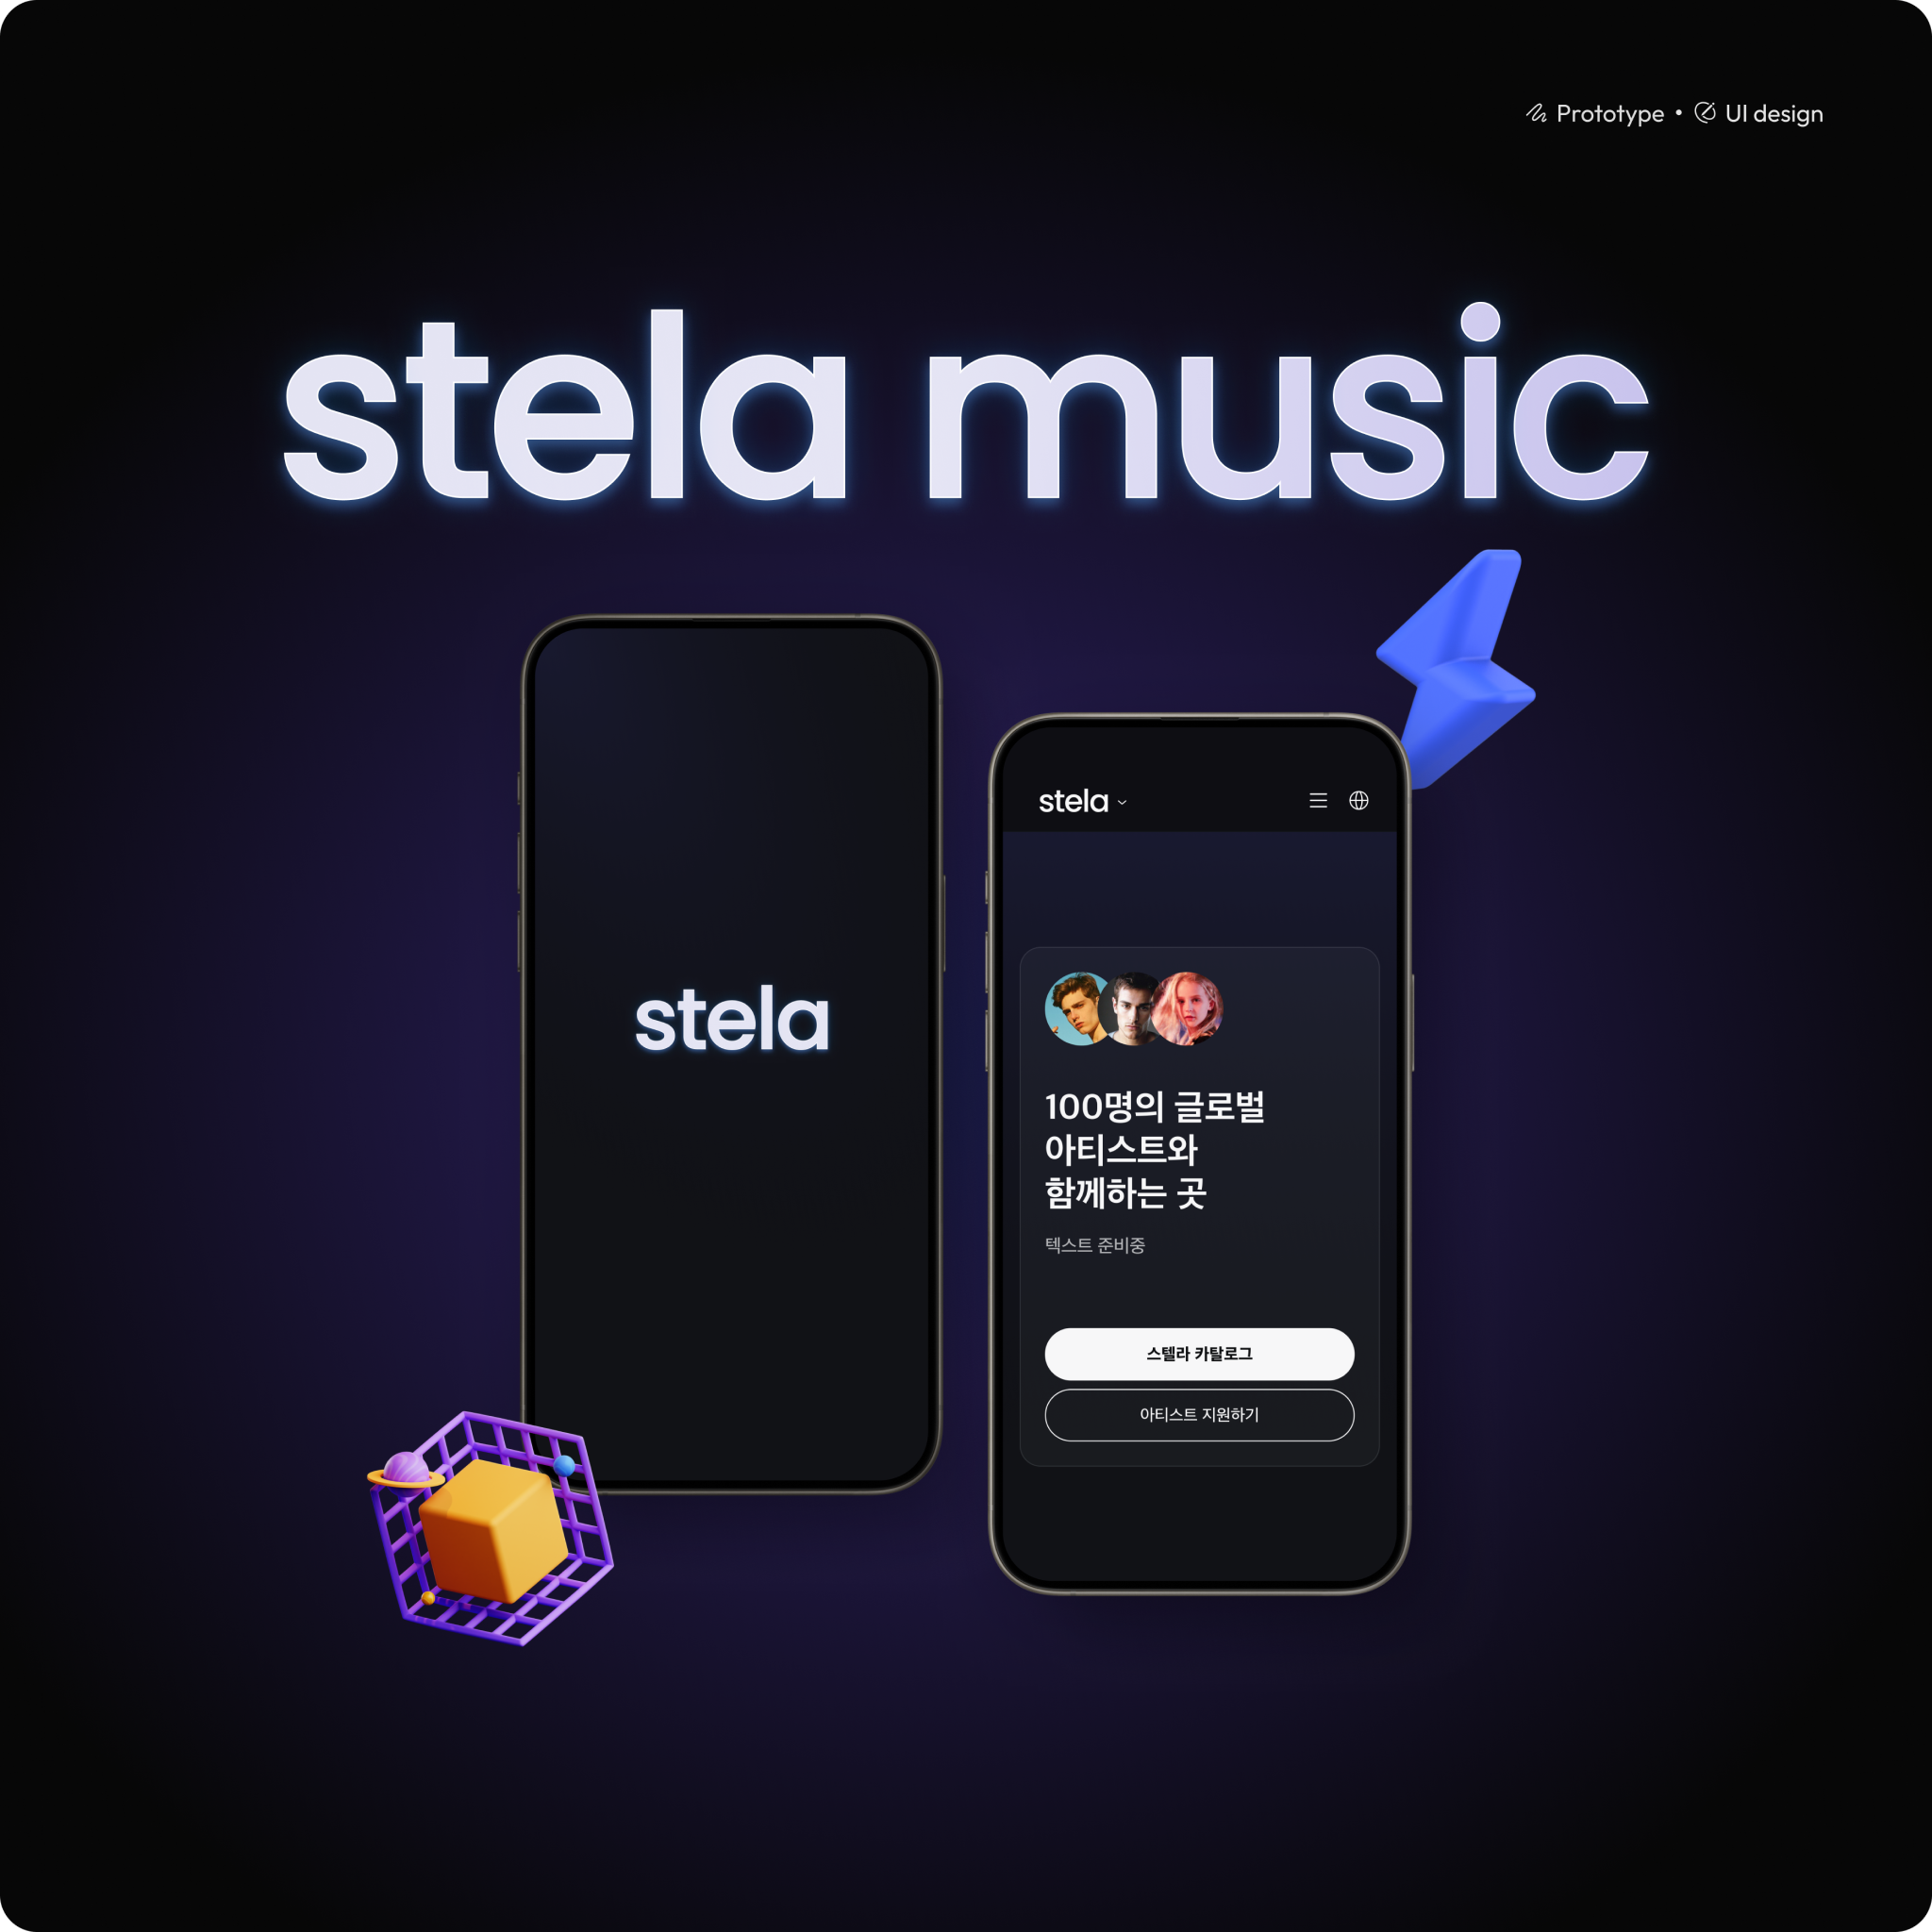 Prototype • UI design
stela music
stela
stela
100명의 글로벌
아티스트와
함께하는 곳
텍스트 준비중
스텔라 카탈로그
아티스트 지원하기